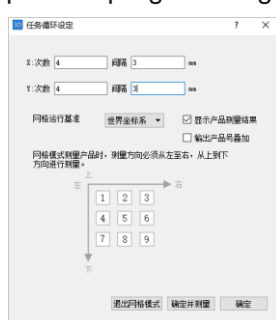 任务循环设定 ? ×
X:次数 4 间隔 3 mm
Y:次数 4 间隔 3 mm
网格运行基准 世界坐标系 显示产品测量结果
输出产品号叠加
网格模式测量产品时，测量方向必须从左至右，从上到下
方向进行测量。
上
左 右
1 2 3
4 5 6
7 8 9
下
退出网格模式 确定并测量 确定